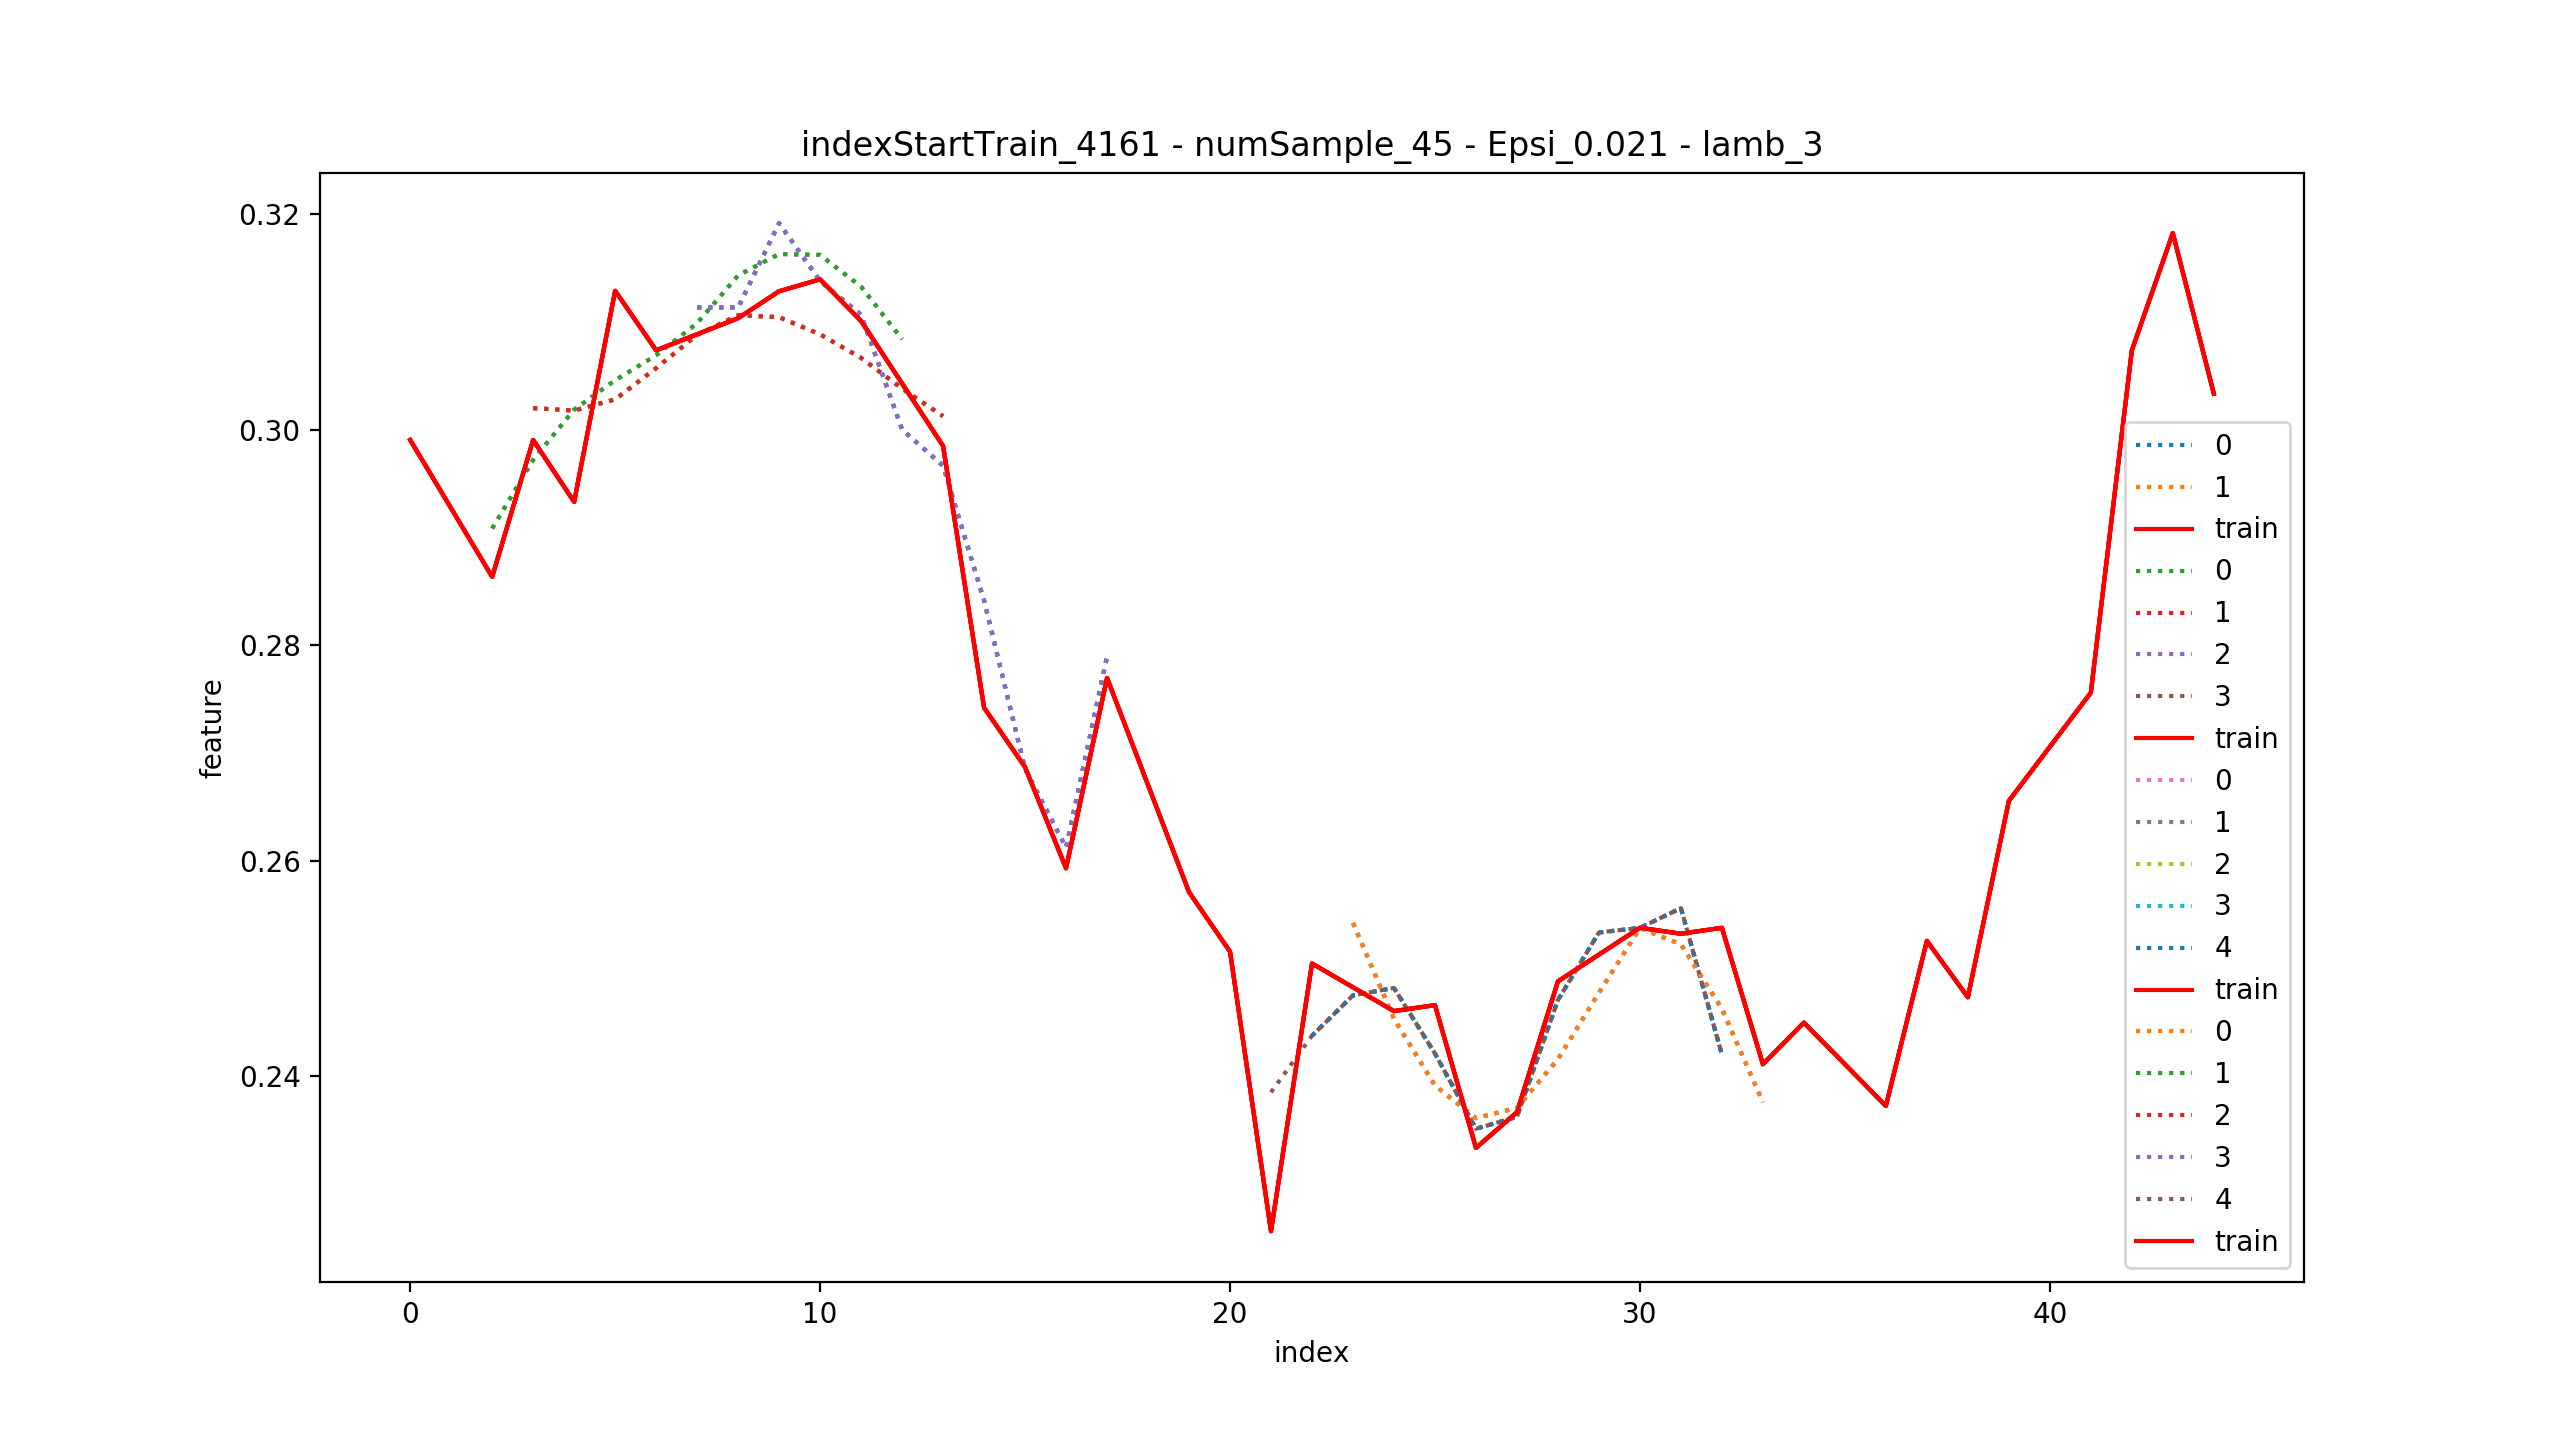 indexStartTrain_4161 - numSample_45 - Epsi_0.021 - lamb_3
0.32
0.30
0.28
0.26
0.24
feature
0
1
train
0
1
2
3
train
0
1
2
3
4
train
0
1
2
3
4
train
0 10 20 30 40
index